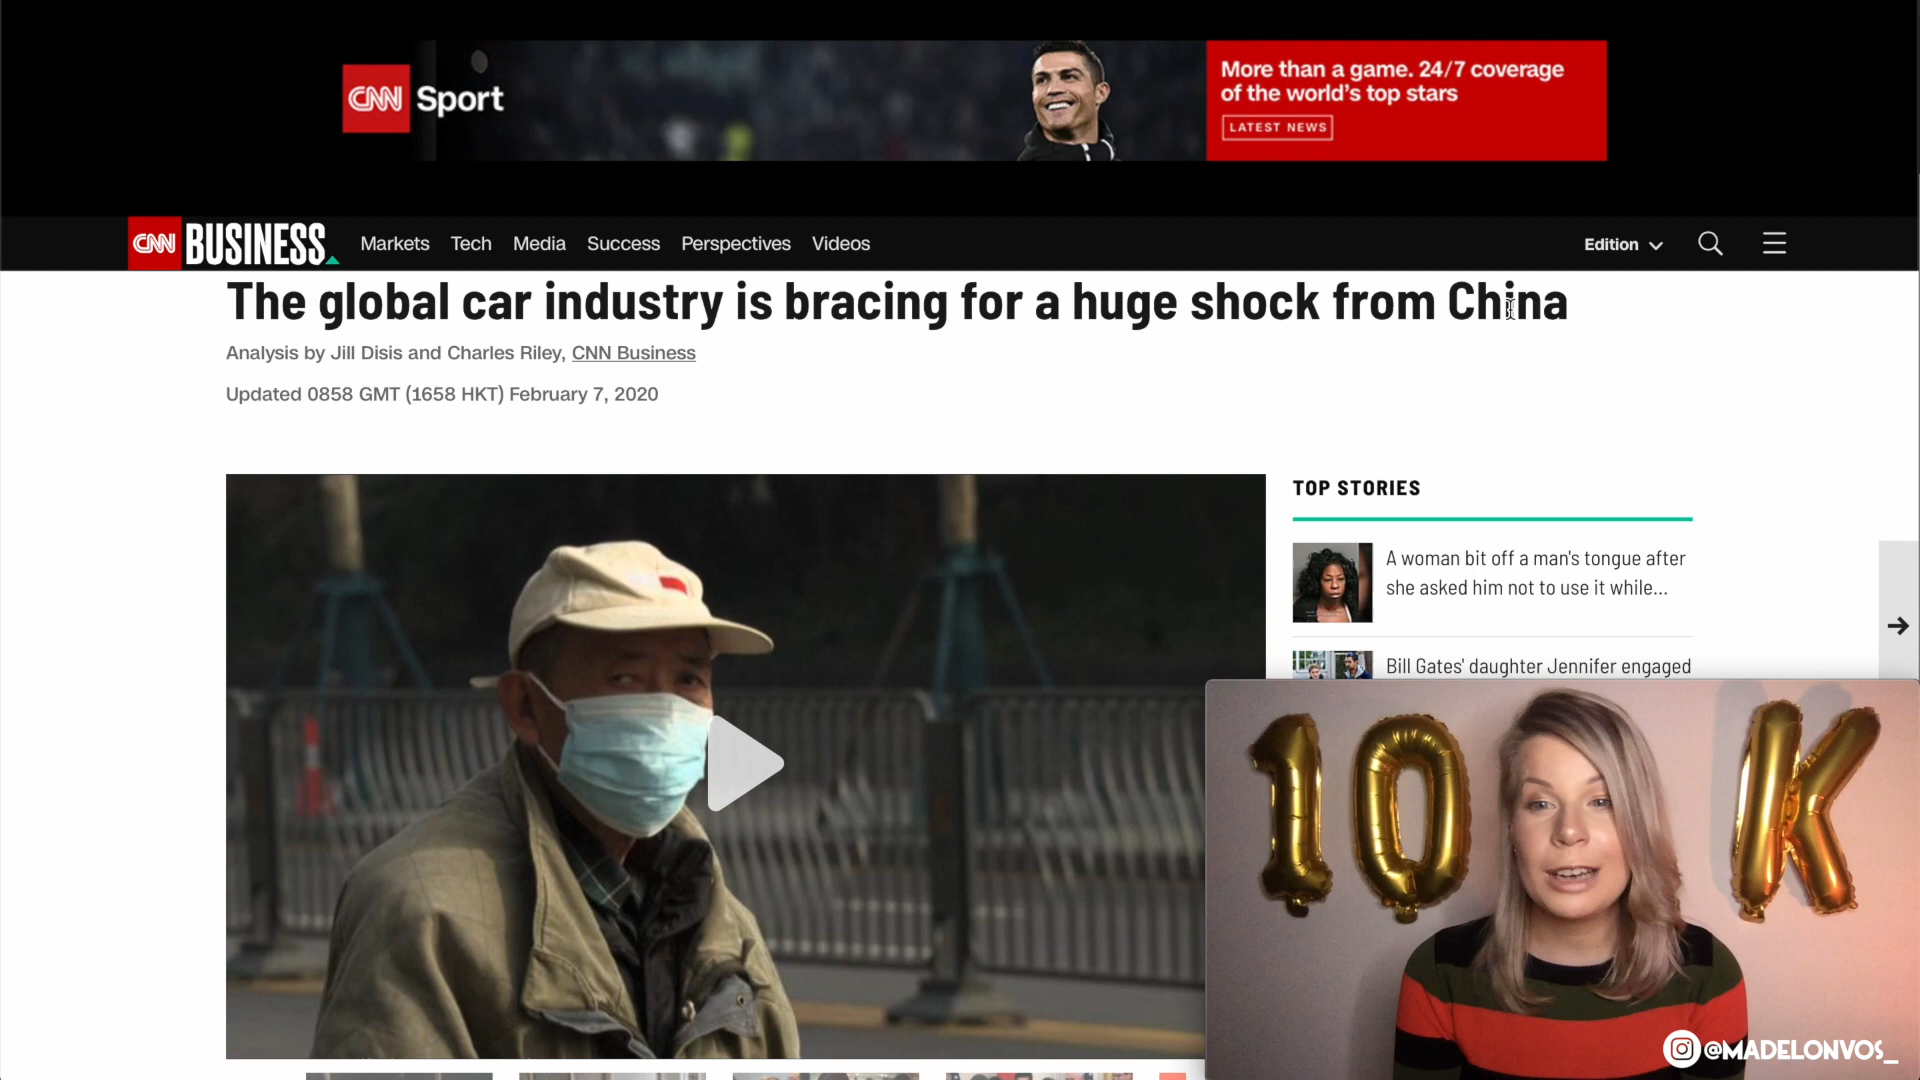 CNN Sport
More than a game. 24/7 coverage
of the world's top stars
LATEST NEWS
CNN BUSINESS Markets Tech Media Success Perspectives Videos Edition
The global car industry is bracing for a huge shock from China
Analysis by Jill Disis and Charles Riley, CNN Business
Updated 0858 GMT (1658 HKT) February 7, 2020
TOP STORIES
A woman bit off a man's tongue after
she asked him not to use it while...
Bill Gates' daughter Jennifer engaged
10K
@MADELONVOS_